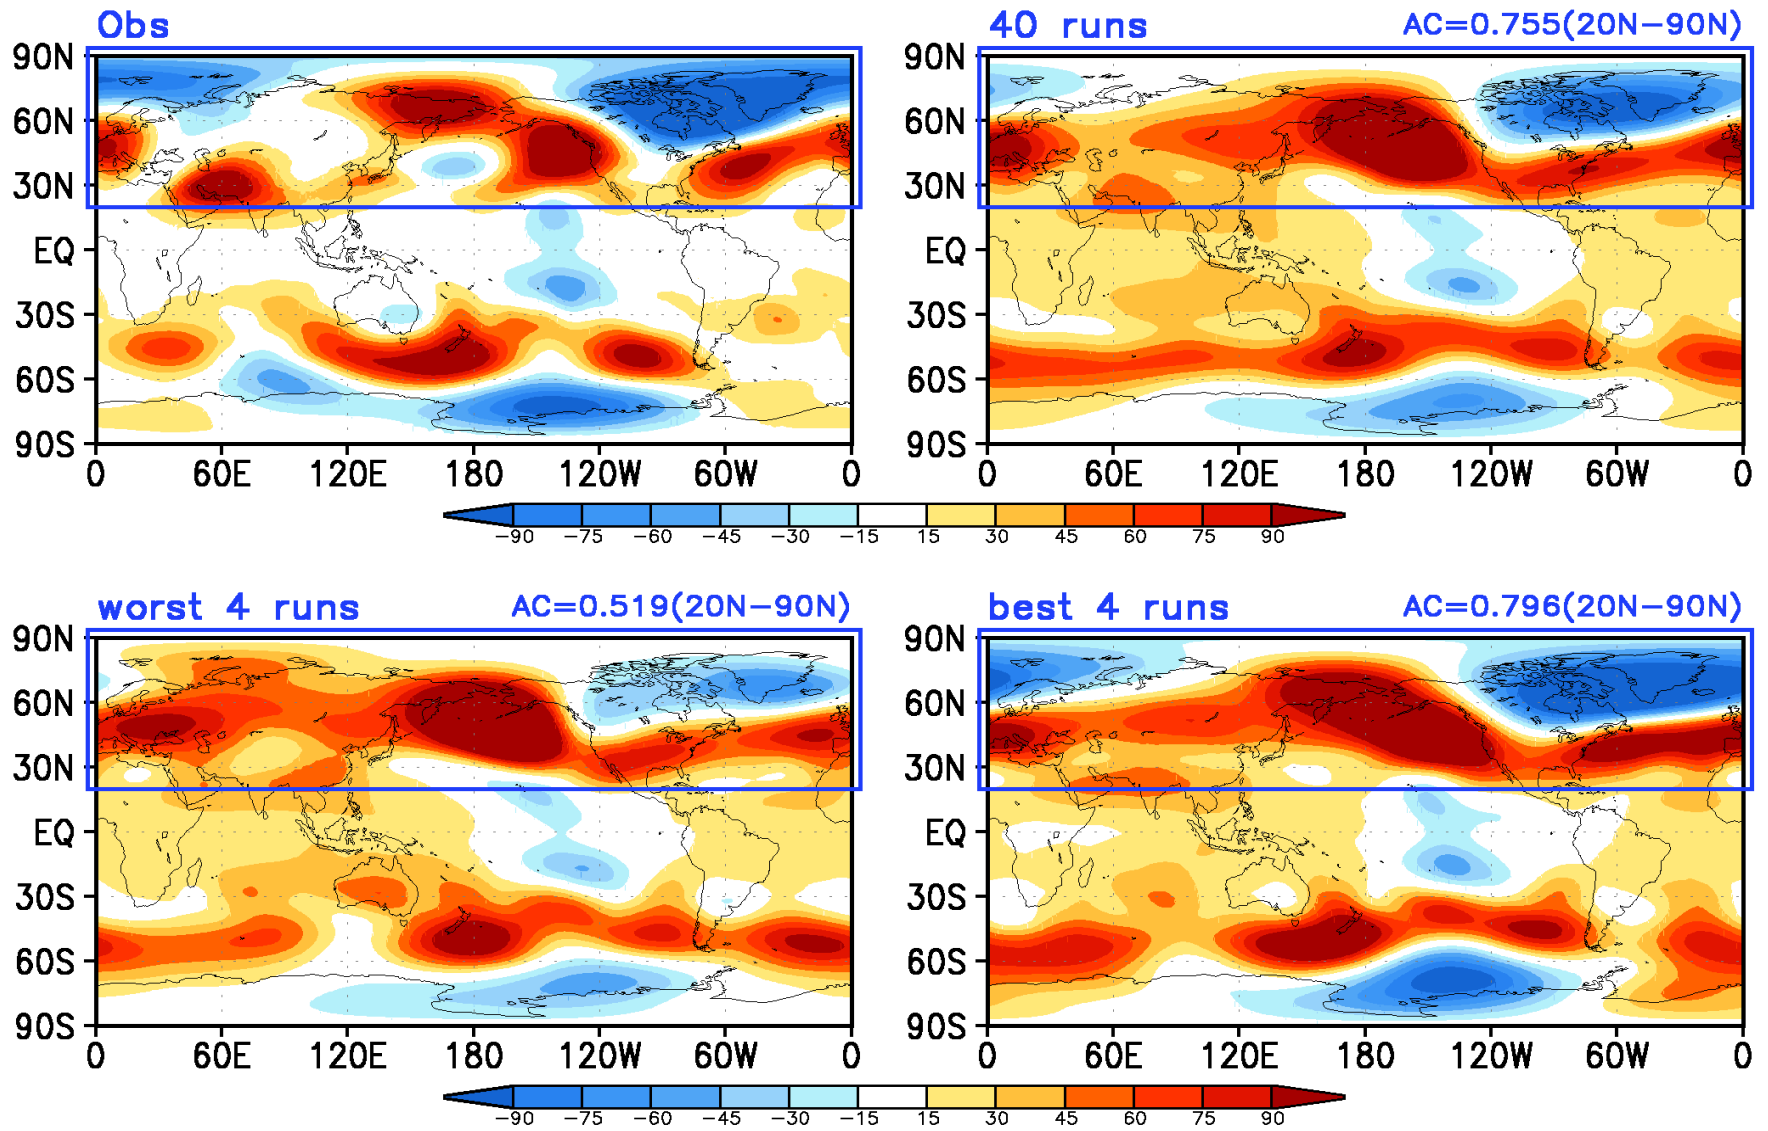 Obs
40 runs AC=0.755(20N−90N)
90N 90N
60N 60N
30N 30N
EQ EQ
30S 30S
60S 60S
90S 90S
0 60E 120E 180 120W 60W 0 0 60E 120E 180 120W 60W 0
−90 −75 −60 −45 −30 −15 15 30 45 60 75 90
worst 4 runs AC=0.519(20N−90N)
best 4 runs AC=0.796(20N−90N)
90N 90N
60N 60N
30N 30N
EQ EQ
30S 30S
60S 60S
90S 90S
0 60E 120E 180 120W 60W 0 0 60E 120E 180 120W 60W 0
−90 −75 −60 −45 −30 −15 15 30 45 60 75 90